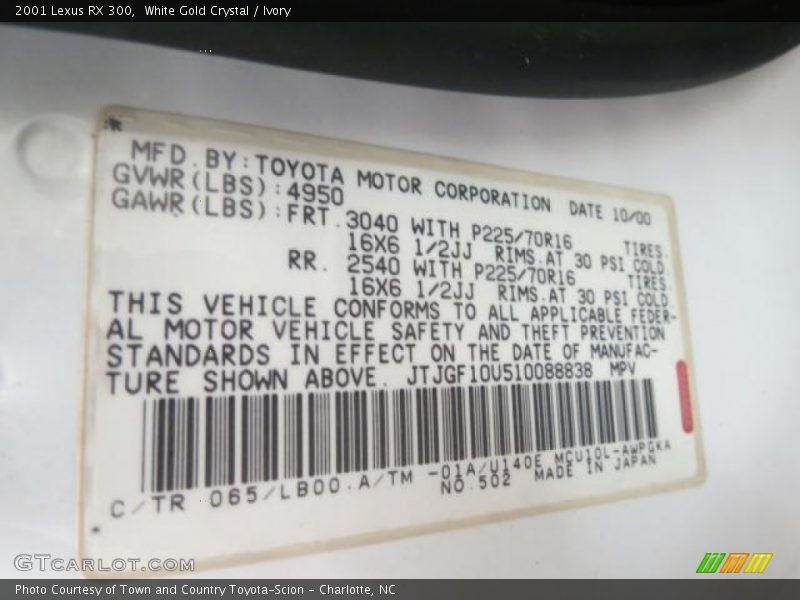 2001 Lexus RX 300,  White Gold Crystal / Ivory
MFD. BY: TOYOTA MOTOR CORPORATION DATE 10/00
GVWR(LBS): 4950
GAWR(LBS): FRT. 3040 WITH P225/70R16 TIRES.
16X6 1/2JJ RIMS. AT 30 PSI COLD.
RR. 2540 WITH P225/70R16 TIRES.
16X6 1/2JJ RIMS. AT 30 PSI COLD
THIS VEHICLE CONFORMS TO ALL APPLICABLE FEDER-
AL MOTOR VEHICLE SAFETY AND THEFT PREVENTION
STANDARDS IN EFFECT ON THE DATE OF MANUFAC-
TURE SHOWN ABOVE. JTJGF10U510088838 MPV
C/TR 065/LB00. A/TM -01A/U140E MCU10L-AWPGKA
NO.502 MADE IN JAPAN
GTCARLOT.COM
Photo Courtesy of Town and Country Toyota-Scion – Charlotte, NC